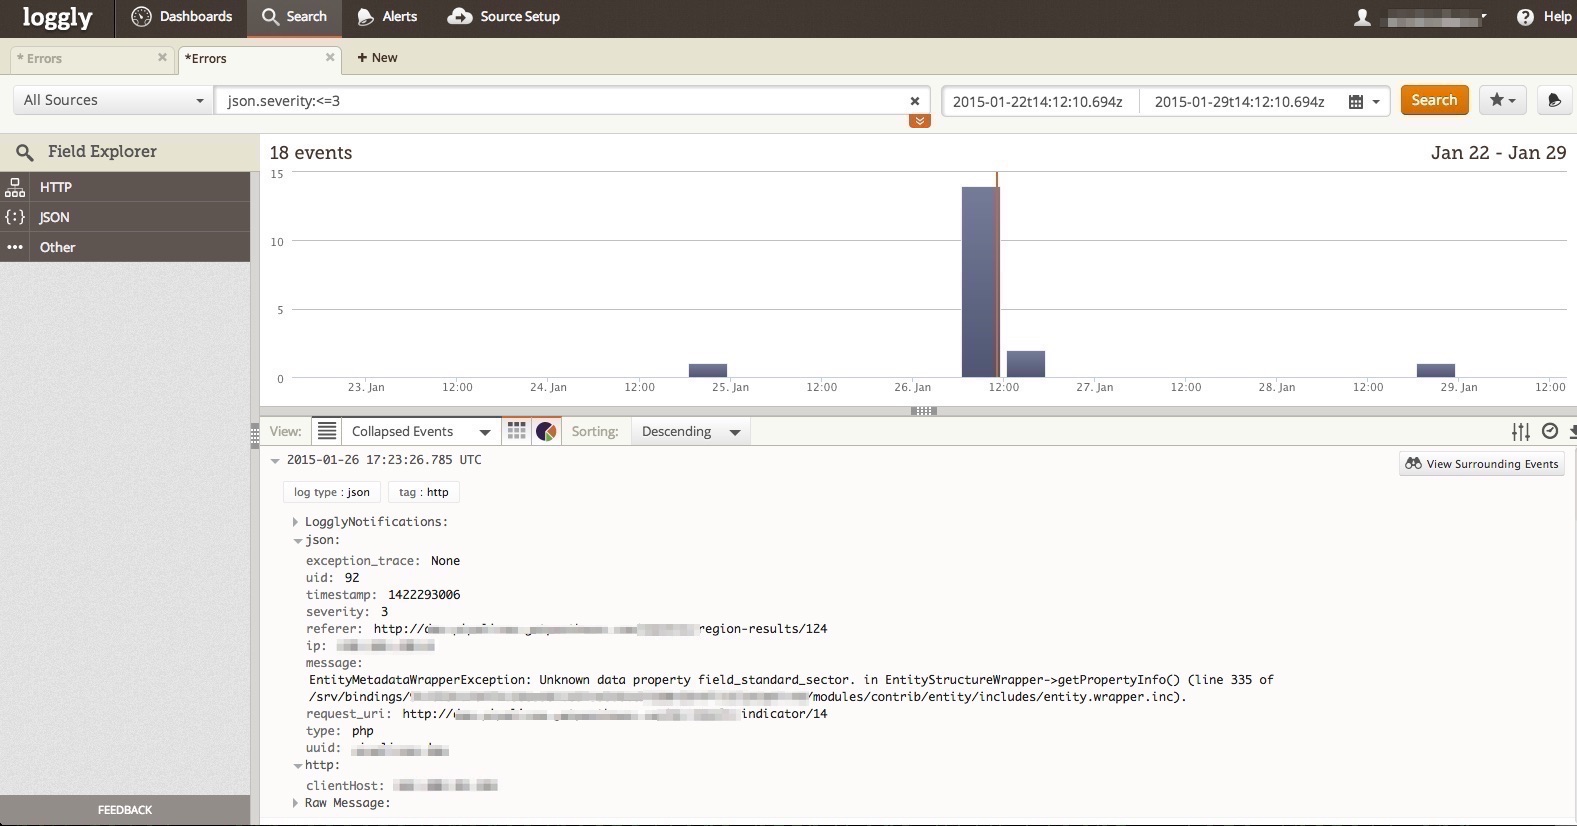 loggly Dashboards Search Alerts Source Setup Help
* Errors *Errors + New
All Sources json.severity:<=3 2015-01-22t14:12:10.694z 2015-01-29t14:12:10.694z Search
Field Explorer
HTTP
JSON
Other
FEEDBACK
18 events Jan 22 - Jan 29
15
10
5
0
23. Jan 12:00 24. Jan 12:00 25. Jan 12:00 26. Jan 12:00 27. Jan 12:00 28. Jan 12:00 29. Jan 12:00
View: Collapsed Events Sorting: Descending
2015-01-26 17:23:26.785 UTC View Surrounding Events
log type : json tag : http
LogglyNotifications:
json:
exception_trace: None
uid: 92
timestamp: 1422293006
severity: 3
referer: http:// region-results/124
ip:
message:
EntityMetadataWrapperException: Unknown data property field_standard_sector. in EntityStructureWrapper->getPropertyInfo() (line 335 of
/srv/bindings/ /modules/contrib/entity/includes/entity.wrapper.inc).
request_uri: http:// indicator/14
type: php
uuid:
http:
clientHost:
Raw Message: